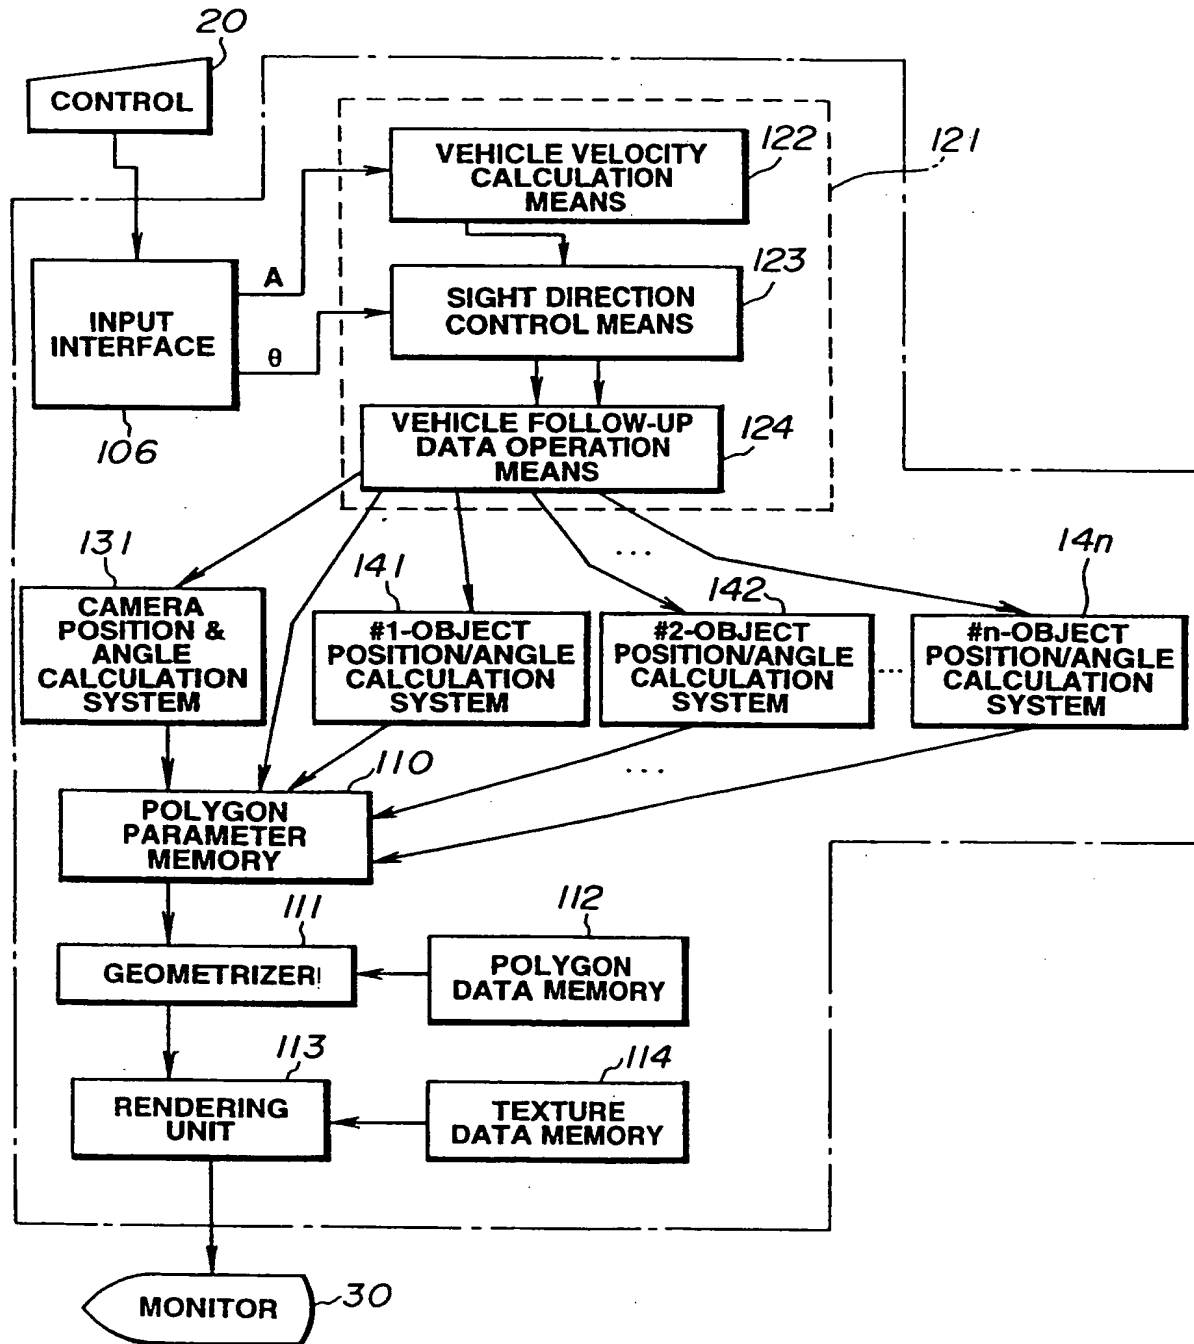 20
CONTROL
VEHICLE VELOCITY
CALCULATION
MEANS
122
121
INPUT
INTERFACE
A
θ
106
SIGHT DIRECTION
CONTROL MEANS
123
VEHICLE FOLLOW-UP
DATA OPERATION
MEANS
124
...
131
CAMERA
POSITION &
ANGLE
CALCULATION
SYSTEM
141
#1-OBJECT
POSITION/ANGLE
CALCULATION
SYSTEM
142
#2-OBJECT
POSITION/ANGLE
CALCULATION
SYSTEM
...
14n
#n-OBJECT
POSITION/ANGLE
CALCULATION
SYSTEM
...
110
POLYGON
PARAMETER
MEMORY
111
GEOMETRIZER
112
POLYGON
DATA MEMORY
113
RENDERING
UNIT
114
TEXTURE
DATA MEMORY
MONITOR
30